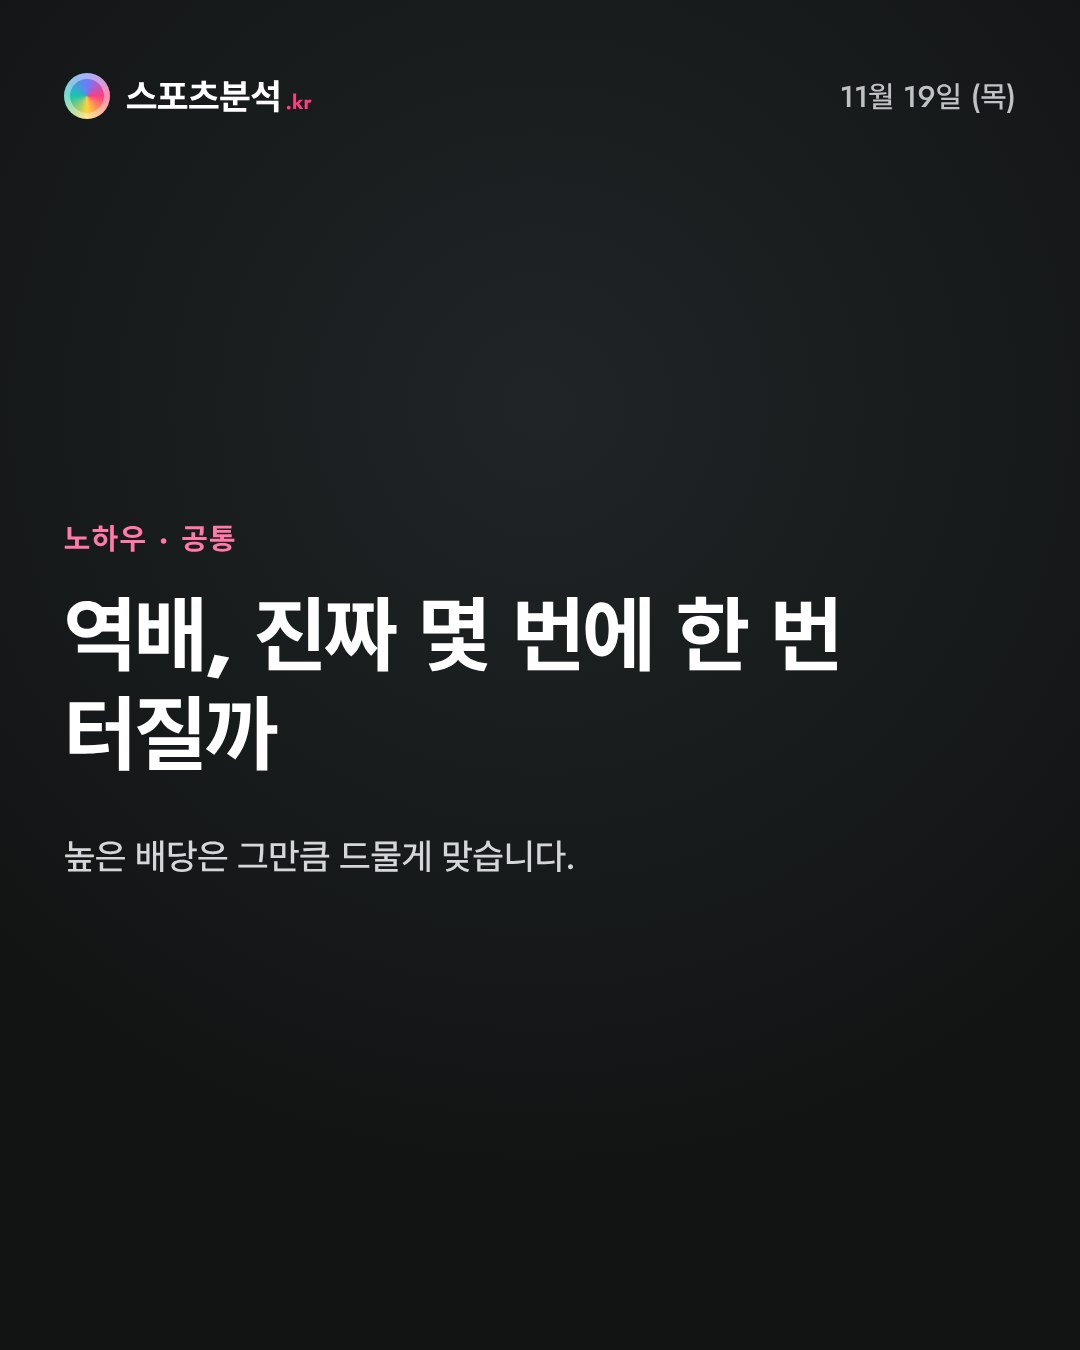 스포츠분석.kr
11월 19일 (목)
노하우 · 공통
역배, 진짜 몇 번에 한 번
터질까
높은 배당은 그만큼 드물게 맞습니다.